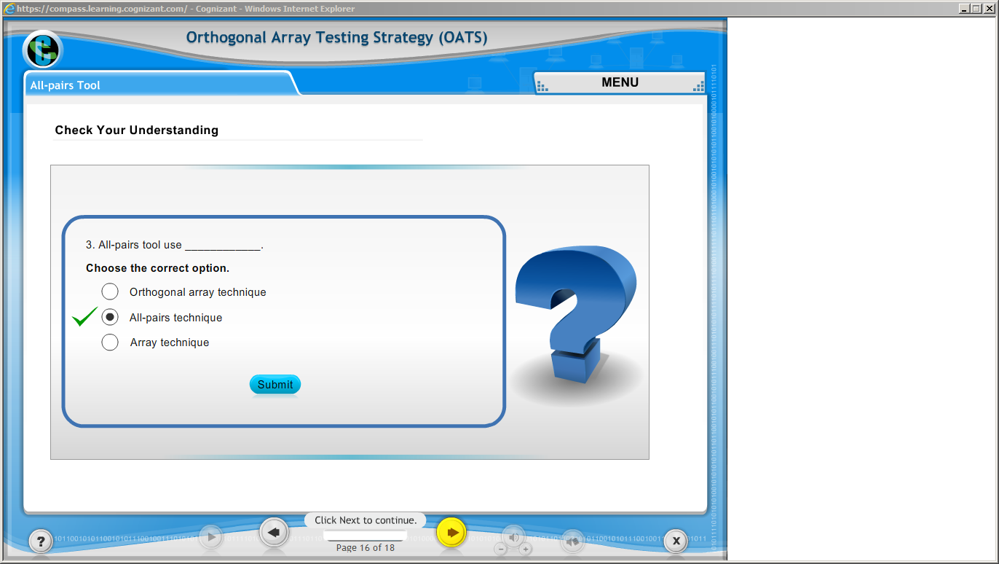 https://compass.learning.cognizant.com/ - Cognizant - Windows Internet Explorer
Orthogonal Array Testing Strategy (OATS)
All-pairs Tool
MENU
Check Your Understanding
3. All-pairs tool use ____________.
Choose the correct option.
Orthogonal array technique
All-pairs technique
Array technique
Submit
Click Next to continue.
Page 16 of 18
?
X